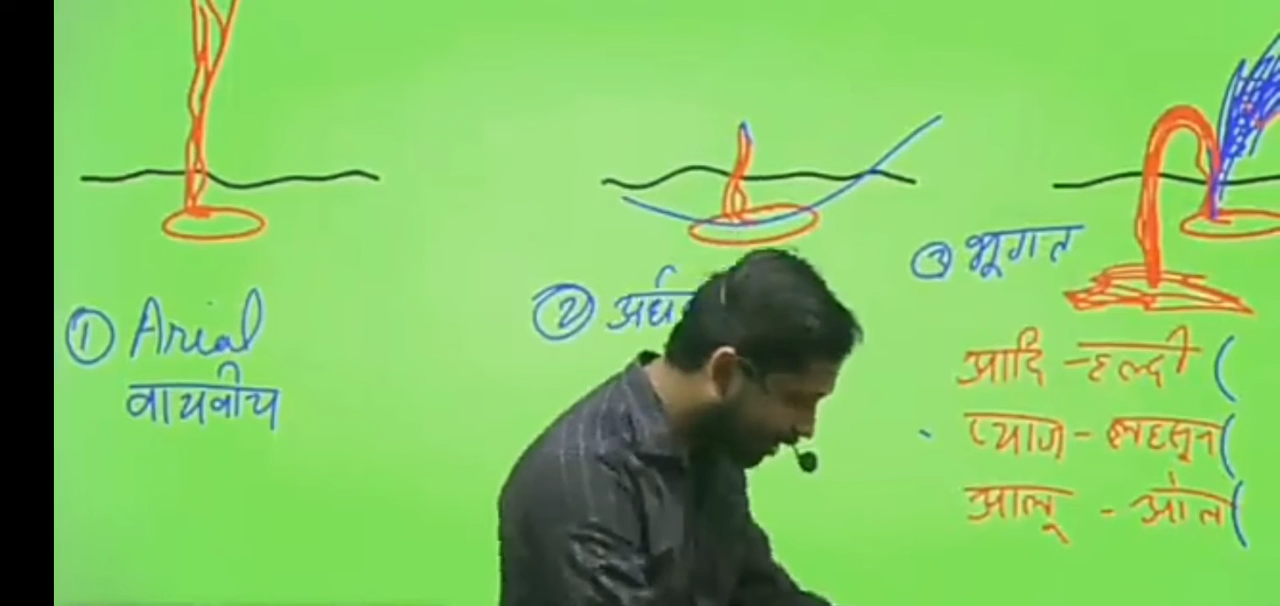 ① Arial
वायवीय
② अर्ध
③ भूगत
आदि - हल्दी (
प्याज - लहसुन (
आलू - ओल (